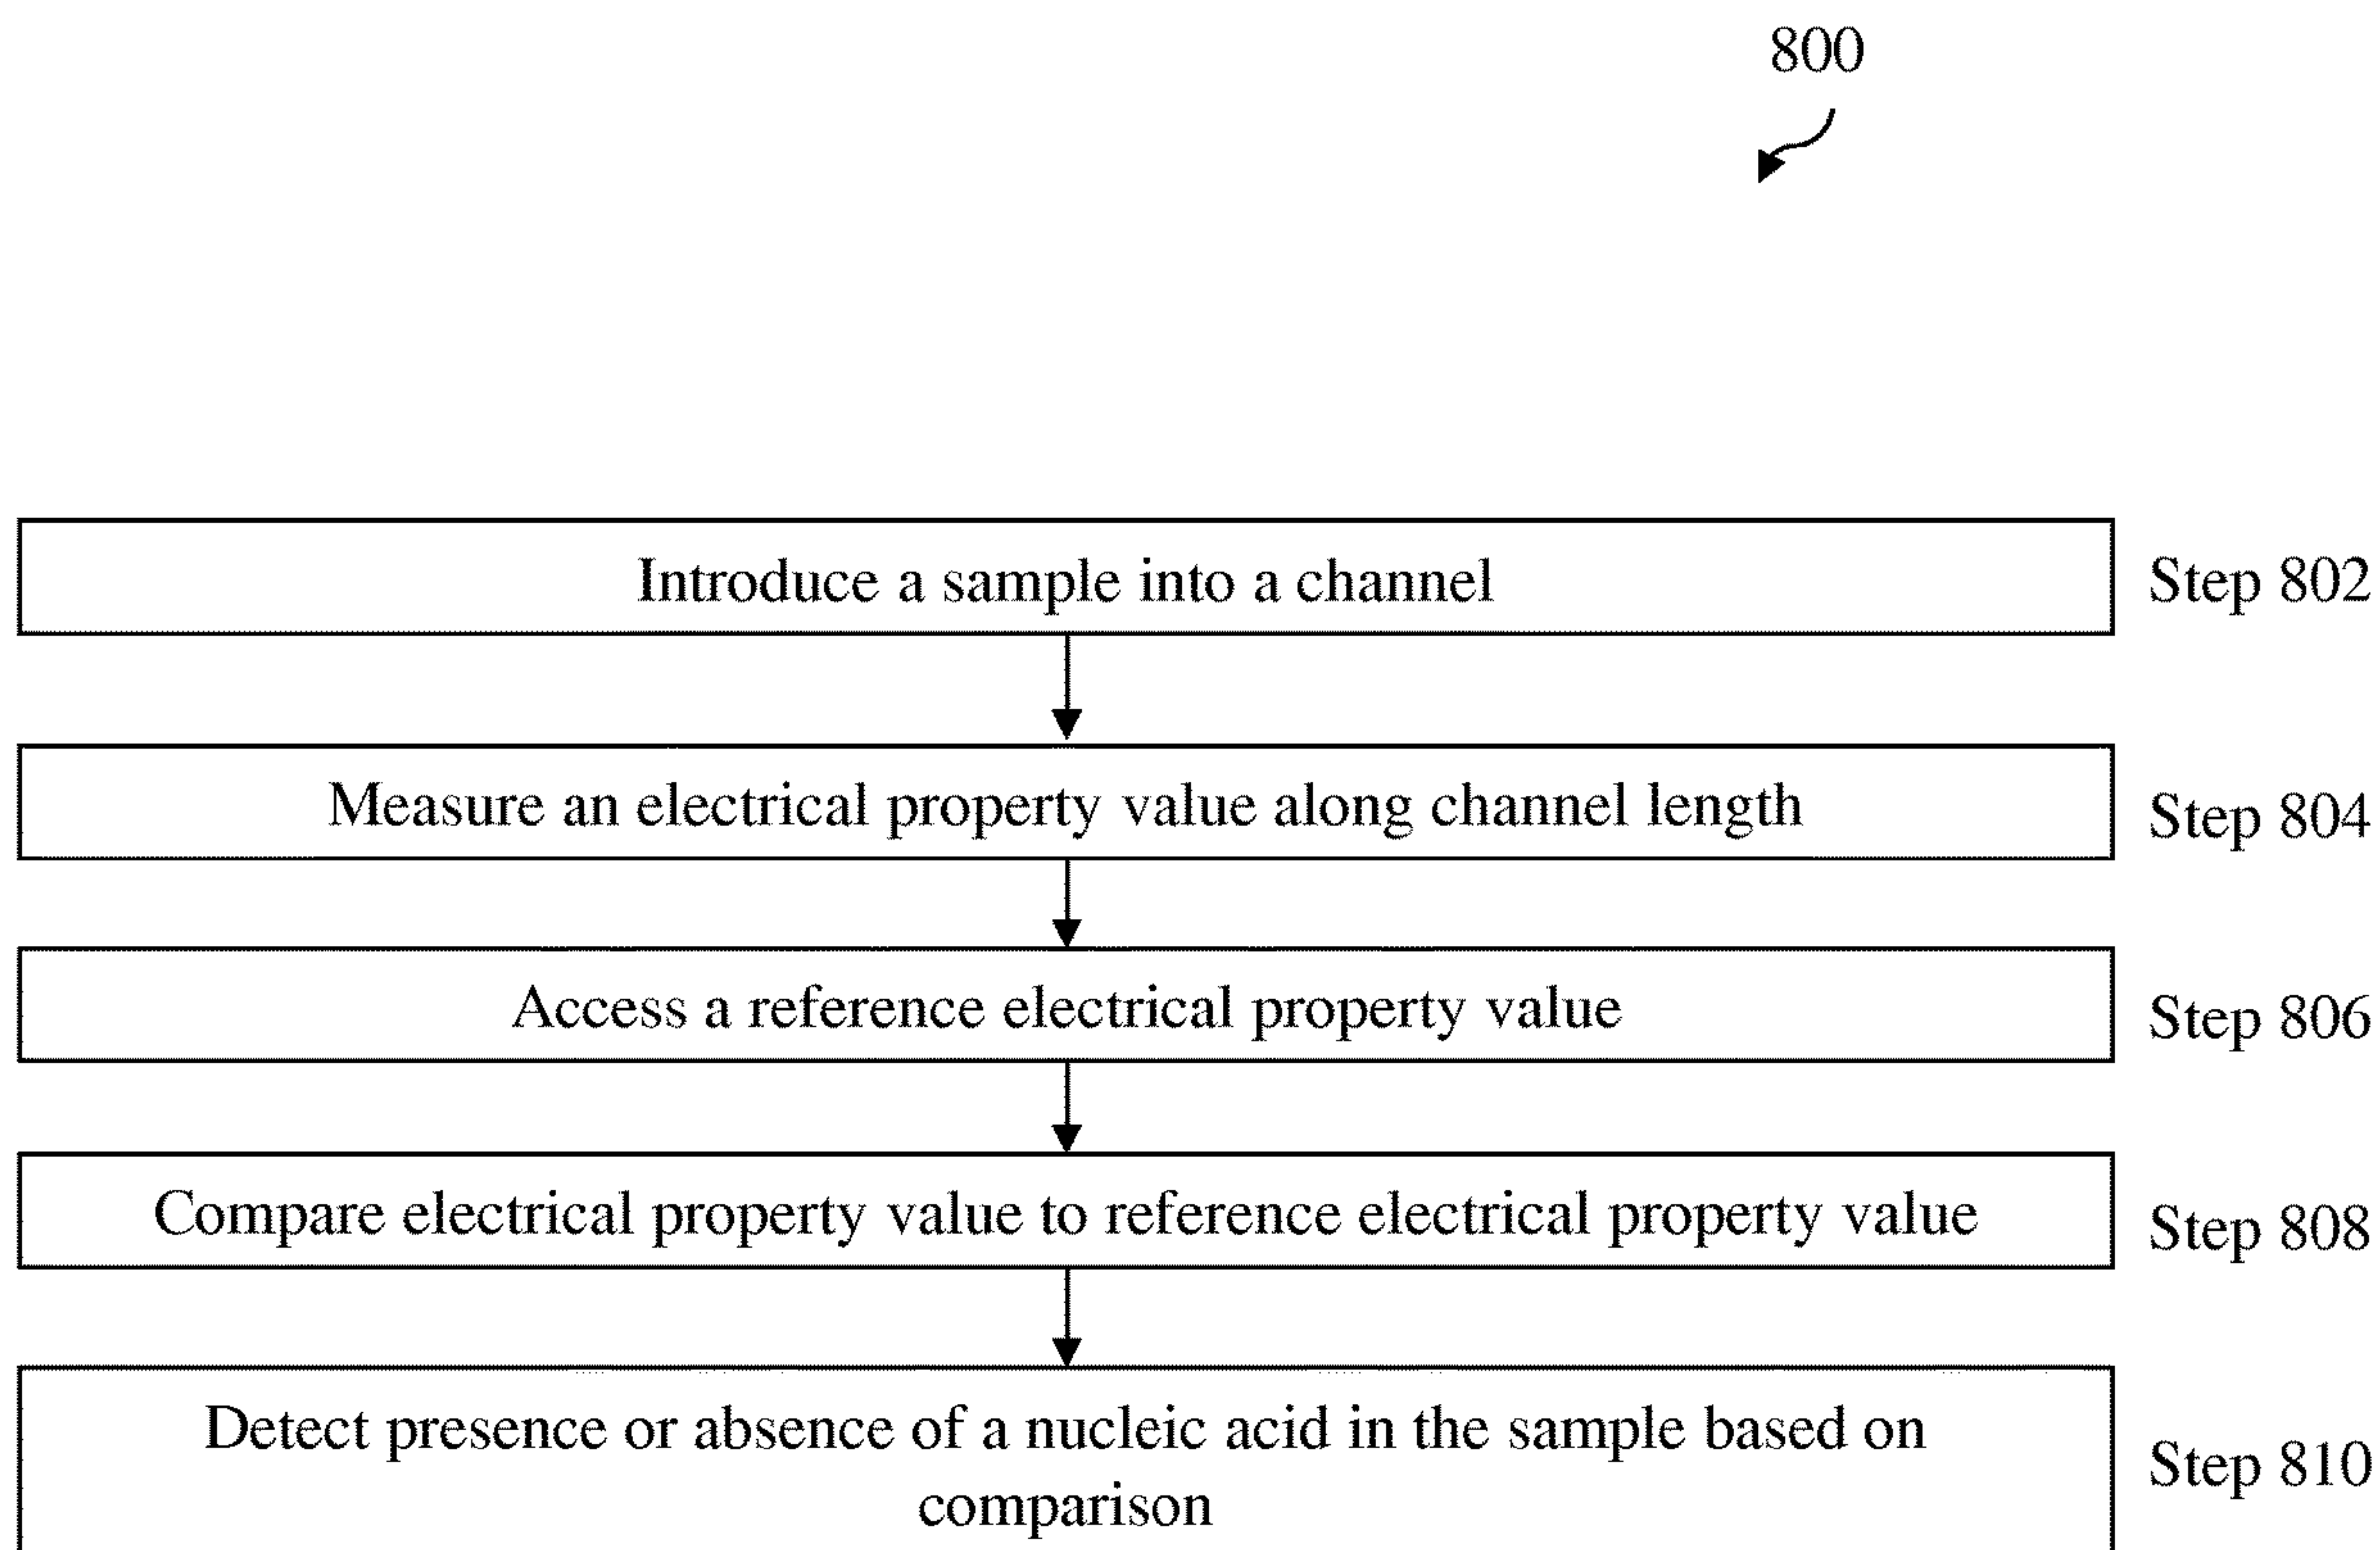 800
Introduce a sample into a channel
Step 802
Measure an electrical property value along channel length
Step 804
Access a reference electrical property value
Step 806
Compare electrical property value to reference electrical property value
Step 808
Detect presence or absence of a nucleic acid in the sample based on
comparison
Step 810